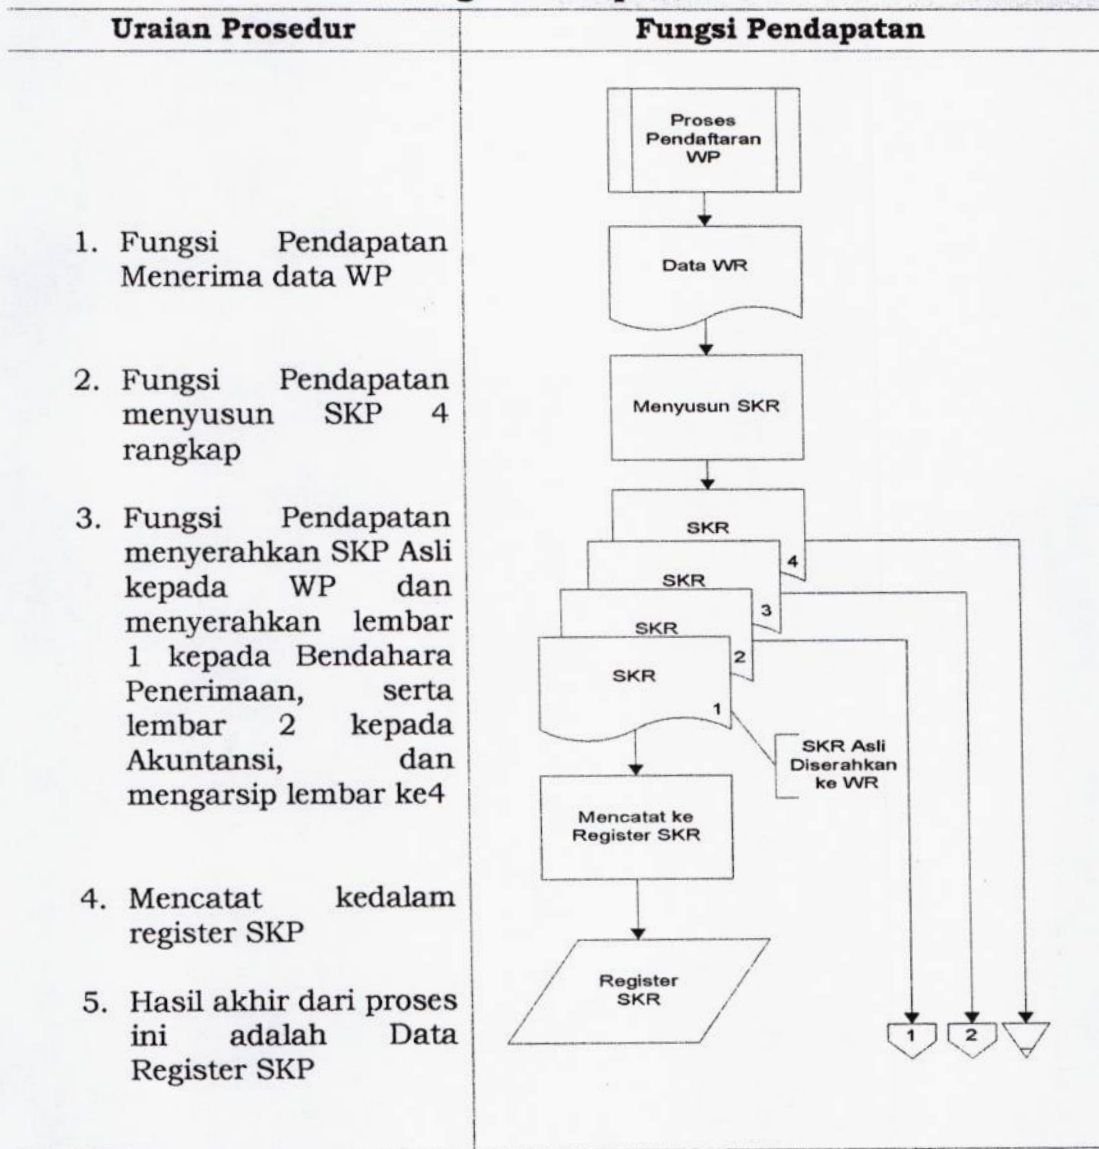 Uraian Prosedur
Fungsi Pendapatan
1. Fungsi Pendapatan
Menerima data WP
2. Fungsi Pendapatan
menyusun SKP 4
rangkap
3. Fungsi Pendapatan
menyerahkan SKP Asli
kepada WP dan
menyerahkan lembar
1 kepada Bendahara
Penerimaan, serta
lembar 2 kepada
Akuntansi, dan
mengarsip lembar ke4
4. Mencatat kedalam
register SKP
5. Hasil akhir dari proses
ini adalah Data
Register SKP
Proses
Pendaftaran
WP
Data WR
Menyusun SKR
SKR
4
SKR
3
SKR
2
SKR
1
SKR Asli
Diserahkan
ke WR
Mencatat ke
Register SKR
Register
SKR
1
2